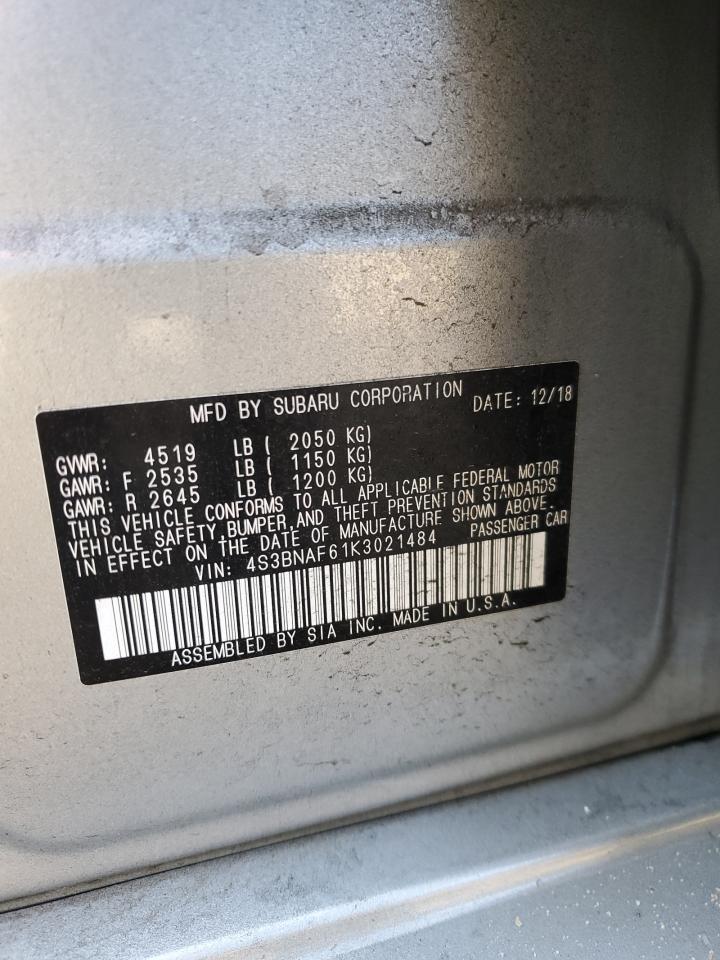 MFD BY SUBARU CORPORATION DATE: 12/18
GVWR: 4519 LB ( 2050 KG)
GAWR: F 2535 LB ( 1150 KG)
GAWR: R 2645 LB ( 1200 KG)
THIS VEHICLE CONFORMS TO ALL APPLICABLE FEDERAL MOTOR
VEHICLE SAFETY,BUMPER,AND THEFT PREVENTION STANDARDS
IN EFFECT ON THE DATE OF MANUFACTURE SHOWN ABOVE.
VIN: 4S3BNAF61K3021484 PASSENGER CAR
ASSEMBLED BY SIA INC. MADE IN U.S.A.